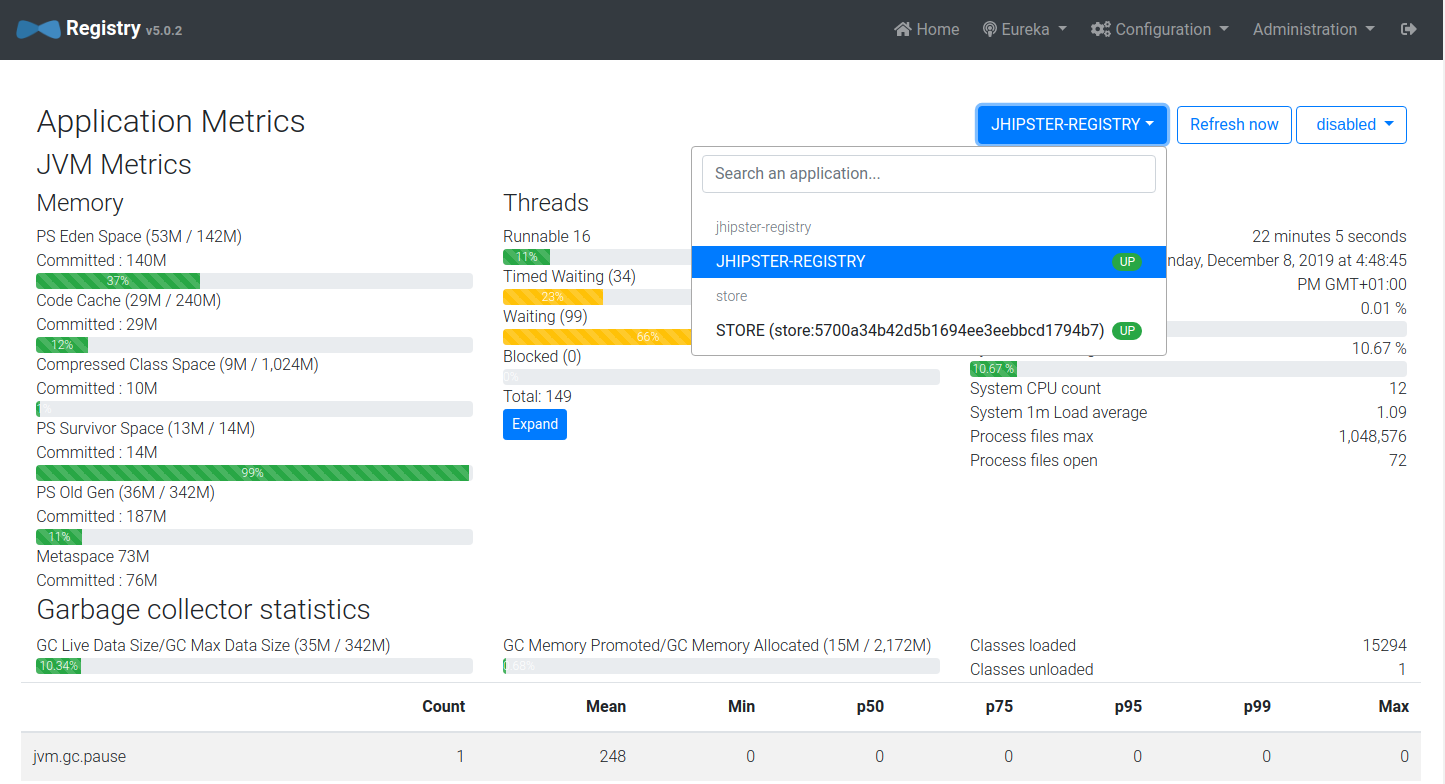 Registry v5.0.2
Home
Eureka
Configuration
Administration
Application Metrics
JHIPSTER-REGISTRY
Refresh now
disabled
Search an application...
jhipster-registry
JHIPSTER-REGISTRY UP
store
STORE (store:5700a34b42d5b1694ee3eebbcd1794b7) UP
JVM Metrics
Memory
PS Eden Space (53M / 142M)
Committed : 140M
37%
Code Cache (29M / 240M)
Committed : 29M
12%
Compressed Class Space (9M / 1,024M)
Committed : 10M
PS Survivor Space (13M / 14M)
Committed : 14M
99%
PS Old Gen (36M / 342M)
Committed : 187M
11%
Metaspace 73M
Committed : 76M
Threads
Runnable 16
11%
Timed Waiting (34)
23%
Waiting (99)
66%
Blocked (0)
0%
Total: 149
Expand
22 minutes 5 seconds
nday, December 8, 2019 at 4:48:45
PM GMT+01:00
0.01 %
10.67 %
10.67 %
System CPU count 12
System 1m Load average 1.09
Process files max 1,048,576
Process files open 72
Garbage collector statistics
GC Live Data Size/GC Max Data Size (35M / 342M)
10.34%
GC Memory Promoted/GC Memory Allocated (15M / 2,172M)
0.68%
Classes loaded 15294
Classes unloaded 1
Count Mean Min p50 p75 p95 p99 Max
jvm.gc.pause 1 248 0 0 0 0 0 0